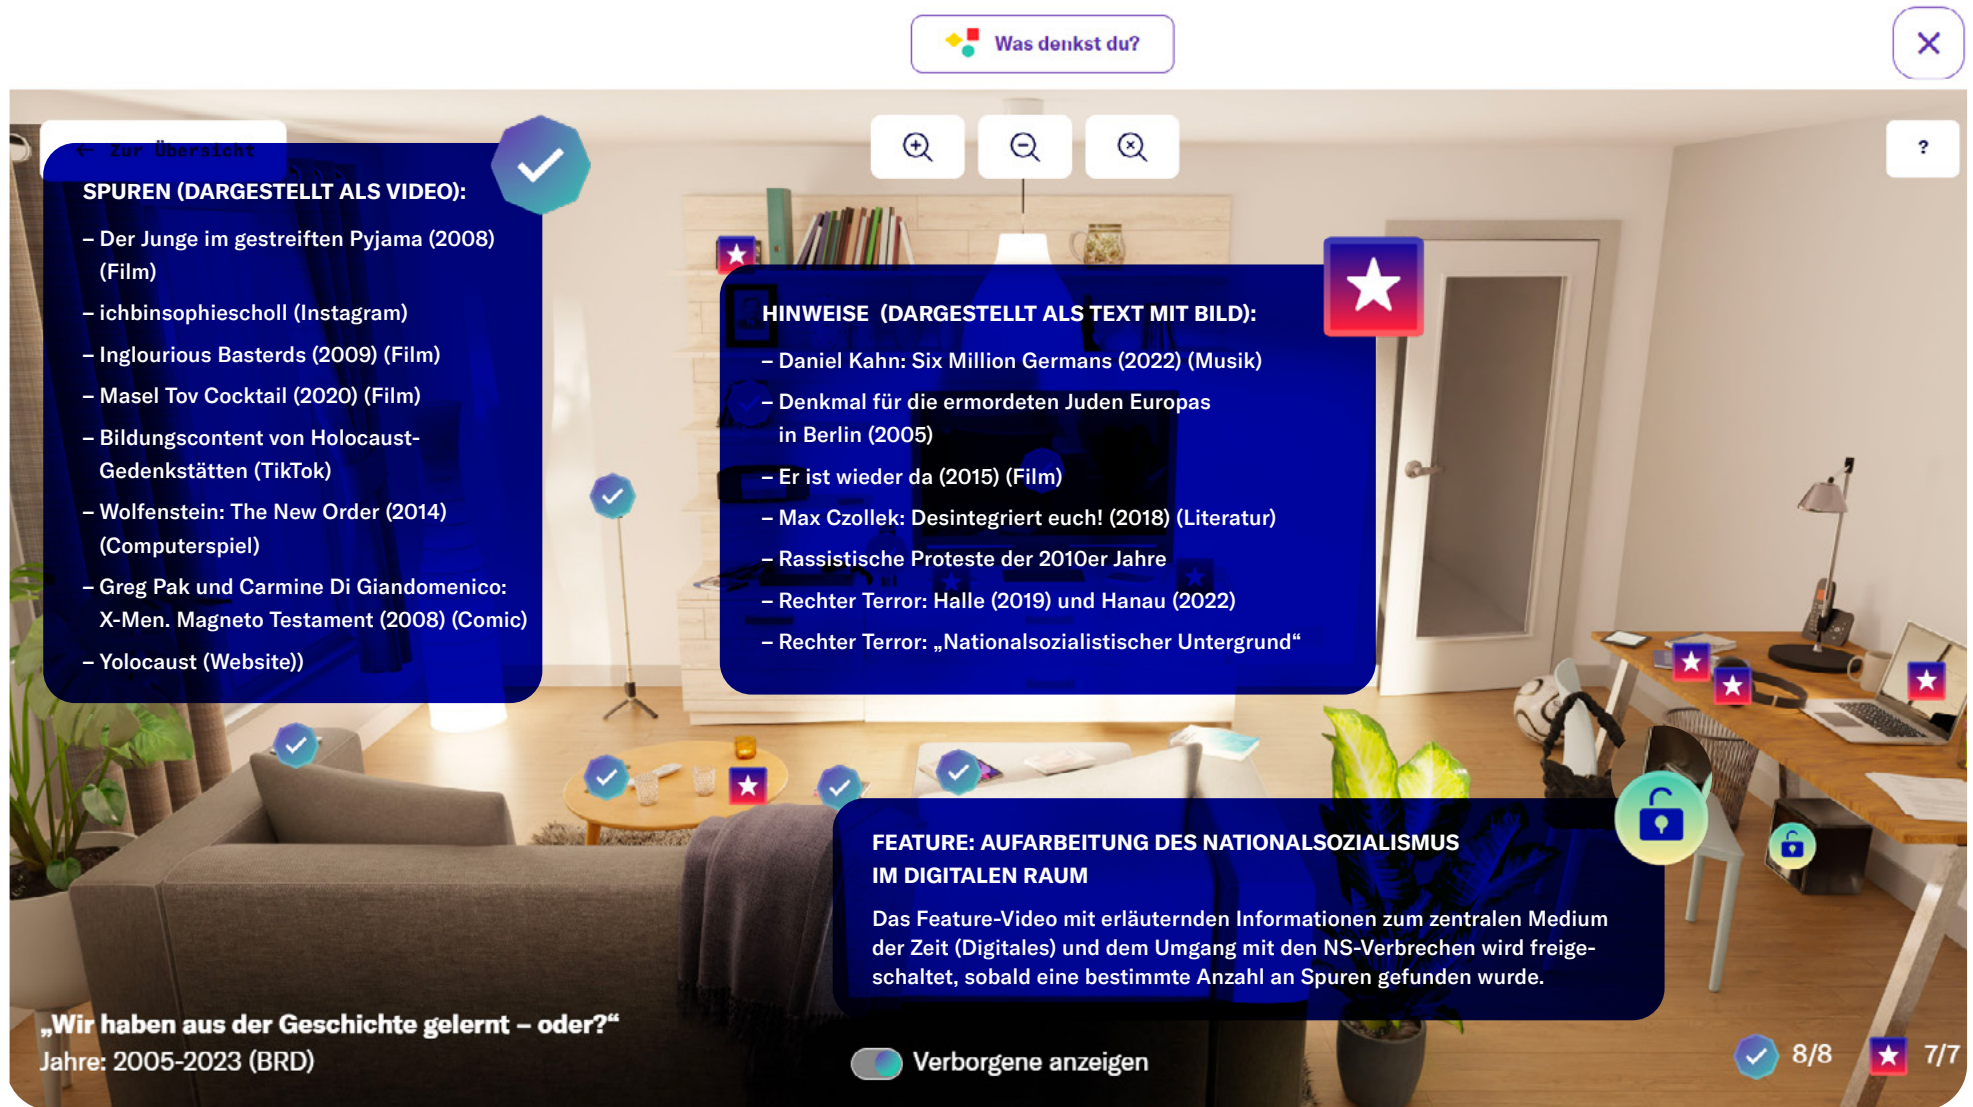 Was denkst du?
← Zur Übersicht
?
SPUREN (DARGESTELLT ALS VIDEO):
– Der Junge im gestreiften Pyjama (2008)
(Film)
– ichbinsophiescholl (Instagram)
– Inglourious Basterds (2009) (Film)
– Masel Tov Cocktail (2020) (Film)
– Bildungscontent von Holocaust-
Gedenkstätten (TikTok)
– Wolfenstein: The New Order (2014)
(Computerspiel)
– Greg Pak und Carmine Di Giandomenico:
X-Men. Magneto Testament (2008) (Comic)
– Yolocaust (Website))
HINWEISE (DARGESTELLT ALS TEXT MIT BILD):
– Daniel Kahn: Six Million Germans (2022) (Musik)
– Denkmal für die ermordeten Juden Europas
in Berlin (2005)
– Er ist wieder da (2015) (Film)
– Max Czollek: Desintegriert euch! (2018) (Literatur)
– Rassistische Proteste der 2010er Jahre
– Rechter Terror: Halle (2019) und Hanau (2022)
– Rechter Terror: „Nationalsozialistischer Untergrund“
FEATURE: AUFARBEITUNG DES NATIONALSOZIALISMUS
IM DIGITALEN RAUM
Das Feature-Video mit erläuternden Informationen zum zentralen Medium
der Zeit (Digitales) und dem Umgang mit den NS-Verbrechen wird freige-
schaltet, sobald eine bestimmte Anzahl an Spuren gefunden wurde.
„Wir haben aus der Geschichte gelernt – oder?“
Jahre: 2005-2023 (BRD)
Verborgene anzeigen
8/8
7/7